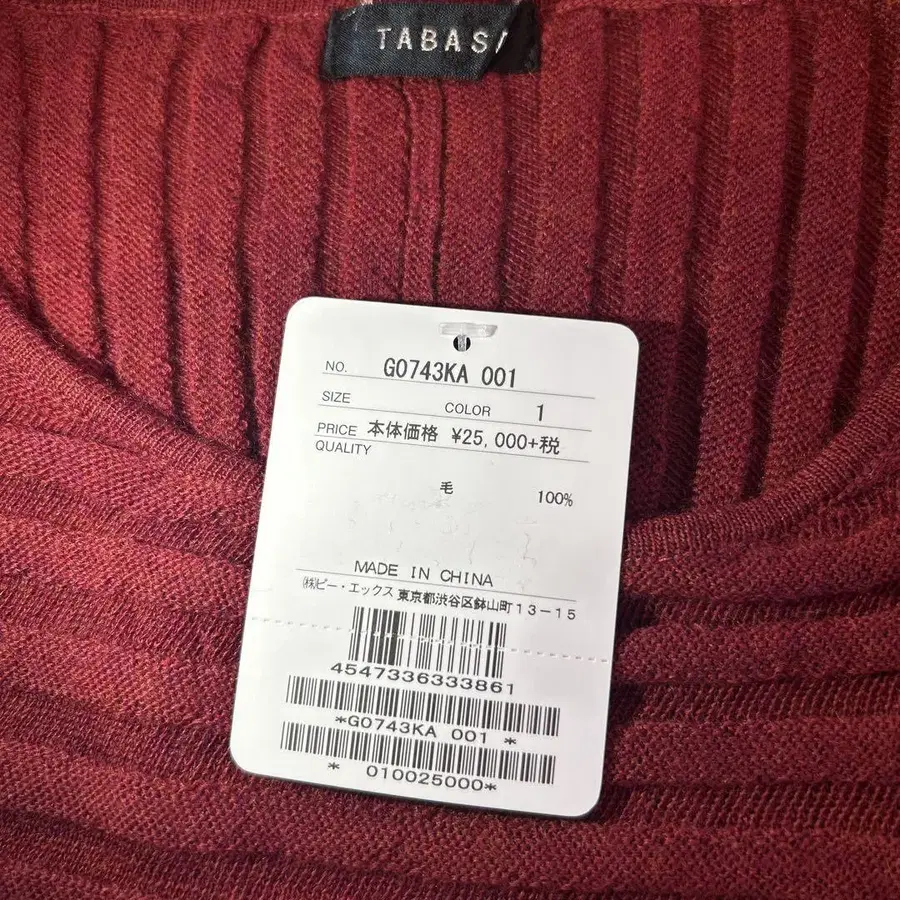 TABASA
NO. G0743KA 001
SIZE COLOR 1
PRICE 本体価格 ¥25,000+税
QUALITY
毛 100%
MADE IN CHINA
㈱ビー・エックス 東京都渋谷区鉢山町13-15
4547336333861
*G0743KA 001 *
* 010025000*